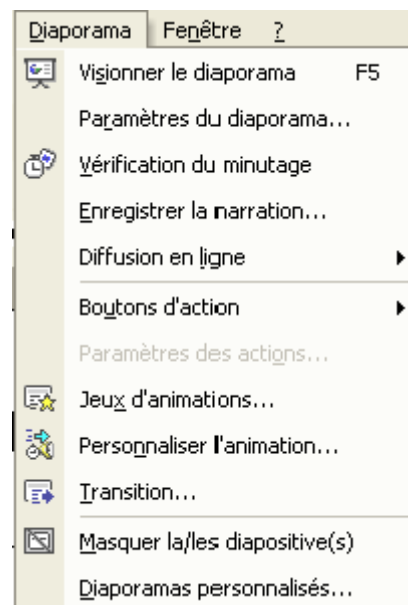 Diaporama Fenêtre ?
Visionner le diaporama F5
Paramètres du diaporama...
Vérification du minutage
Enregistrer la narration...
Diffusion en ligne
Boutons d'action
Paramètres des actions...
Jeux d'animations...
Personnaliser l'animation...
Transition...
Masquer la/les diapositive(s)
Diaporamas personnalisés...